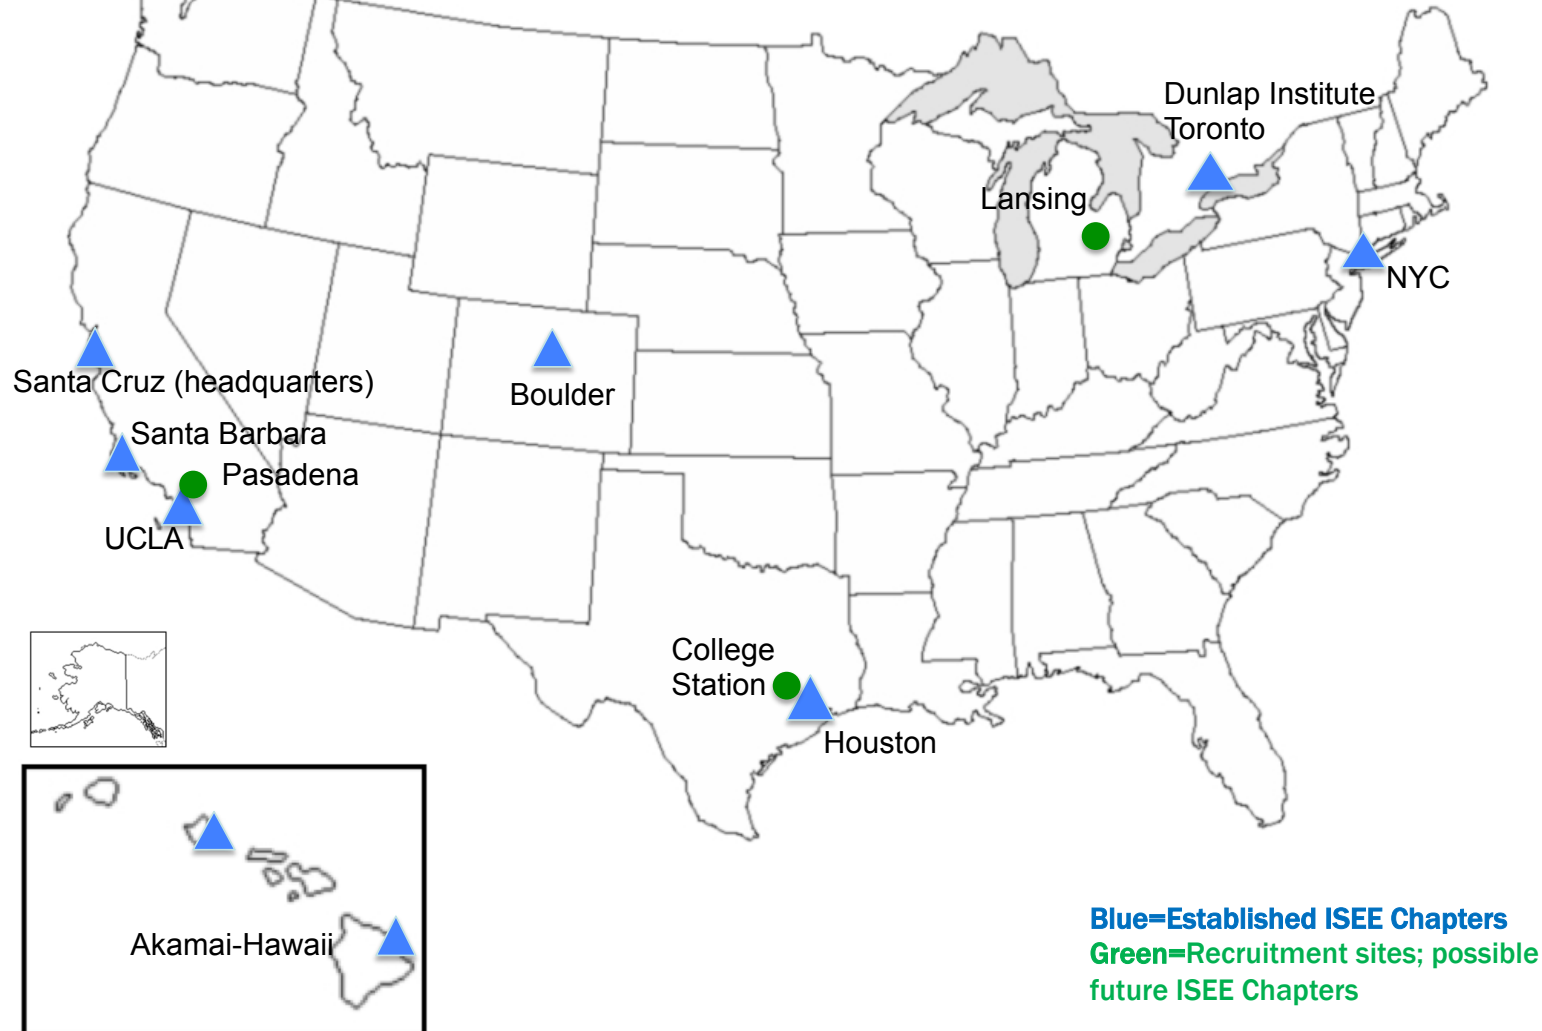 Dunlap Institute
Toronto
Lansing
NYC
Santa Cruz (headquarters)
Boulder
Santa Barbara
Pasadena
UCLA
College
Station
Houston
Akamai-Hawaii
Blue=Established ISEE Chapters
Green=Recruitment sites; possible
future ISEE Chapters